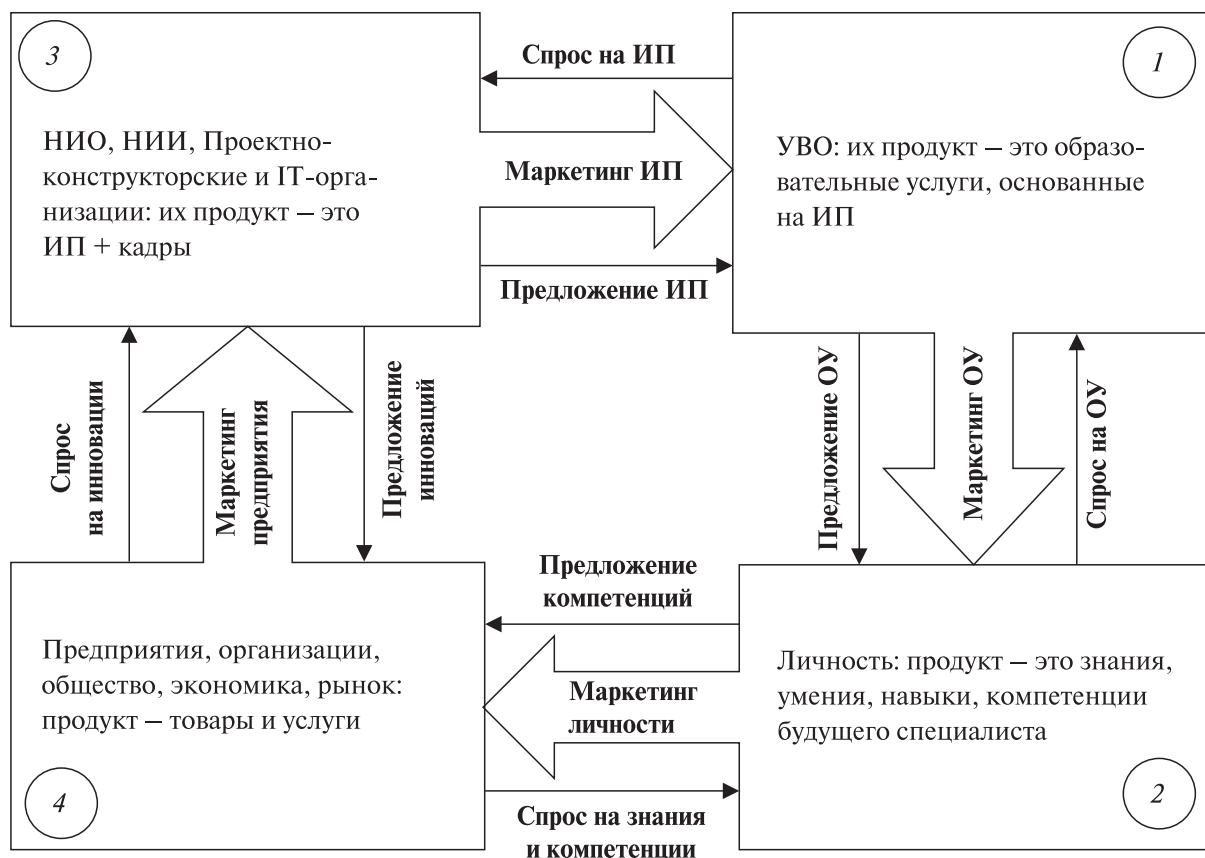 3
НИО, НИИ, Проектно-
конструкторские и IT-орга-
низации: их продукт – это
ИП + кадры
Спрос на ИП
Маркетинг ИП
Предложение ИП
1
УВО: их продукт – это образо-
вательные услуги, основанные
на ИП
Спрос
на инновации
Маркетинг
предприятия
Предложение
инноваций
Предложение ОУ
Маркетинг ОУ
Спрос на ОУ
Предприятия, организации,
общество, экономика, рынок:
продукт – товары и услуги
4
Предложение
компетенций
Маркетинг
личности
Спрос на знания
и компетенции
Личность: продукт – это знания,
умения, навыки, компетенции
будущего специалиста
2